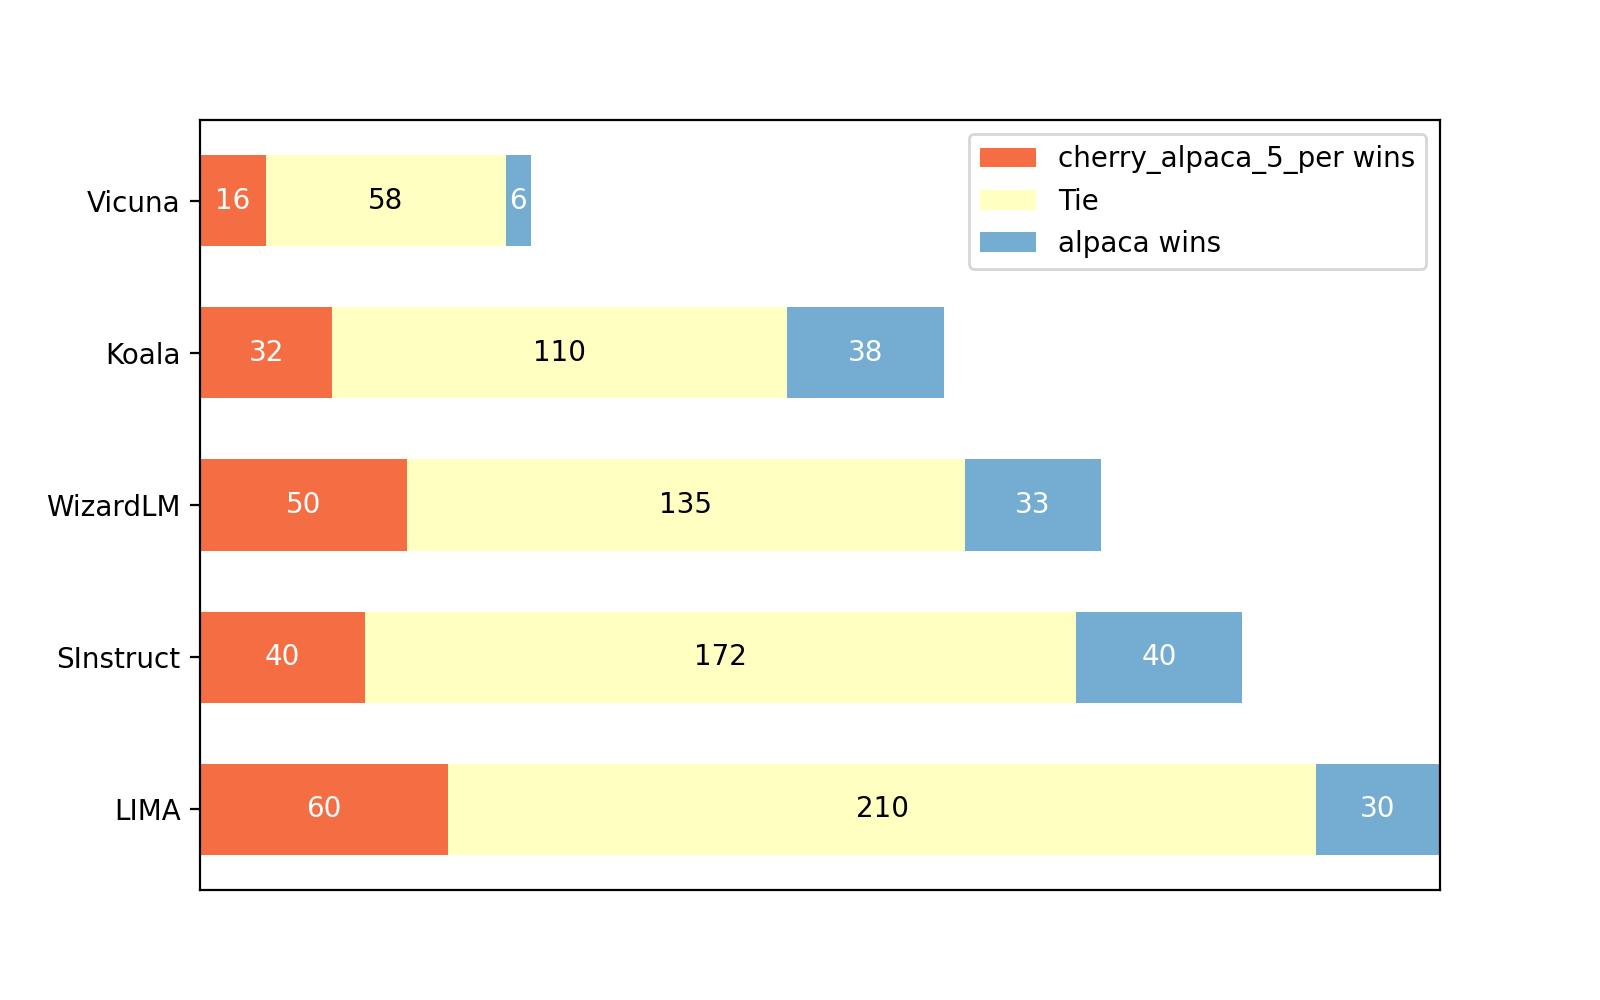 cherry_alpaca_5_per wins
Tie
alpaca wins
Vicuna 16 58 6
Koala 32 110 38
WizardLM 50 135 33
SInstruct 40 172 40
LIMA 60 210 30